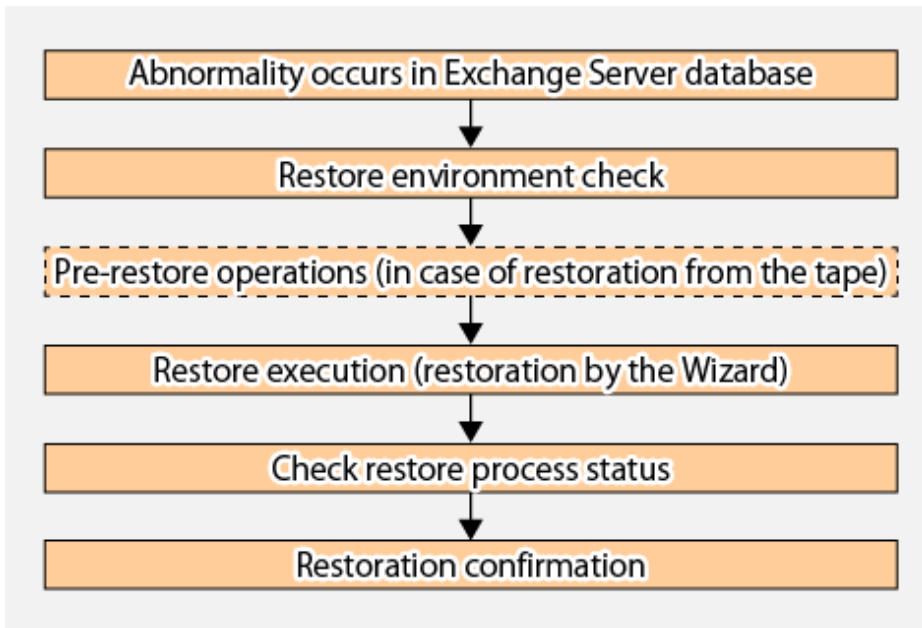 Abnormality occurs in Exchange Server database
Restore environment check
Pre-restore operations (in case of restoration from the tape)
Restore execution (restoration by the Wizard)
Check restore process status
Restoration confirmation